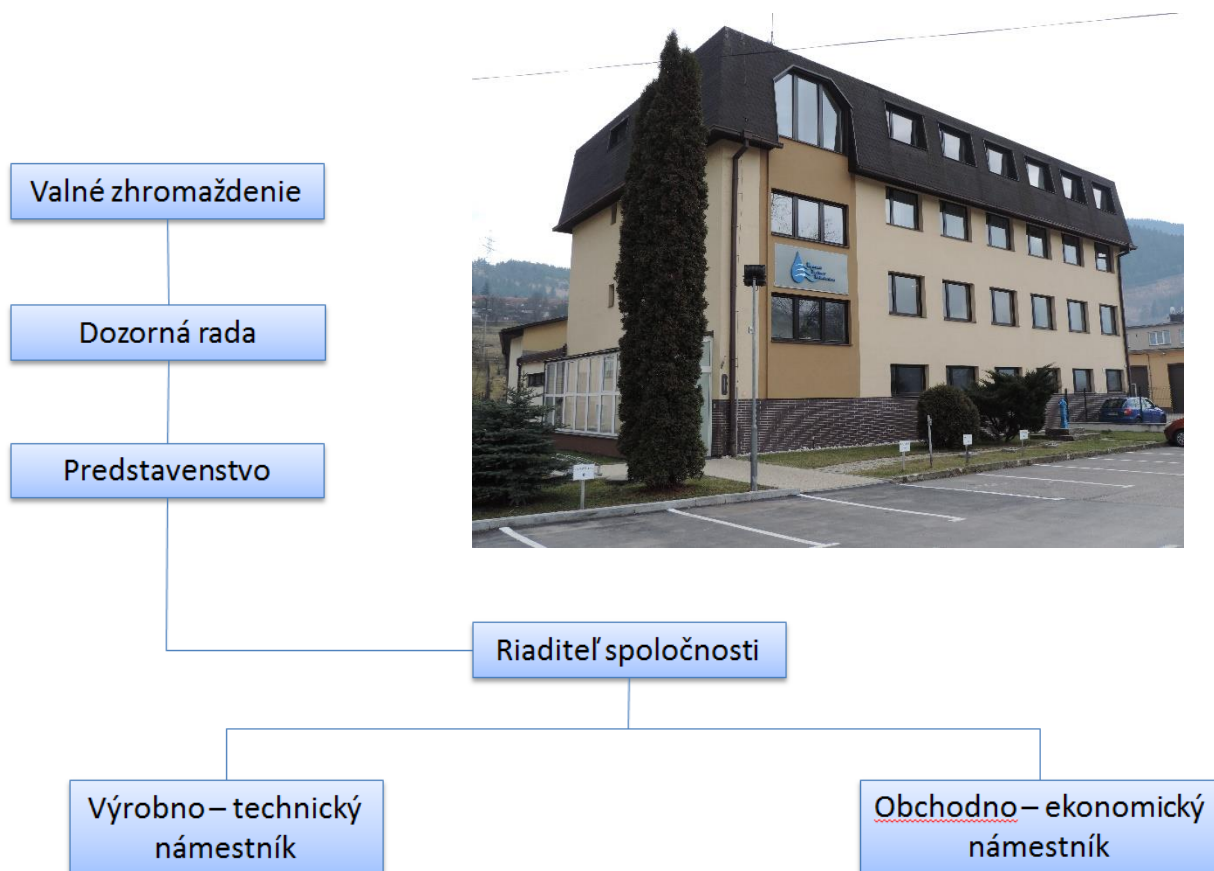 Valné zhromaždenie
Dozorná rada
Predstavenstvo
Riaditeľ spoločnosti
Výrobno – technický
námestník
Obchodno – ekonomický
námestník